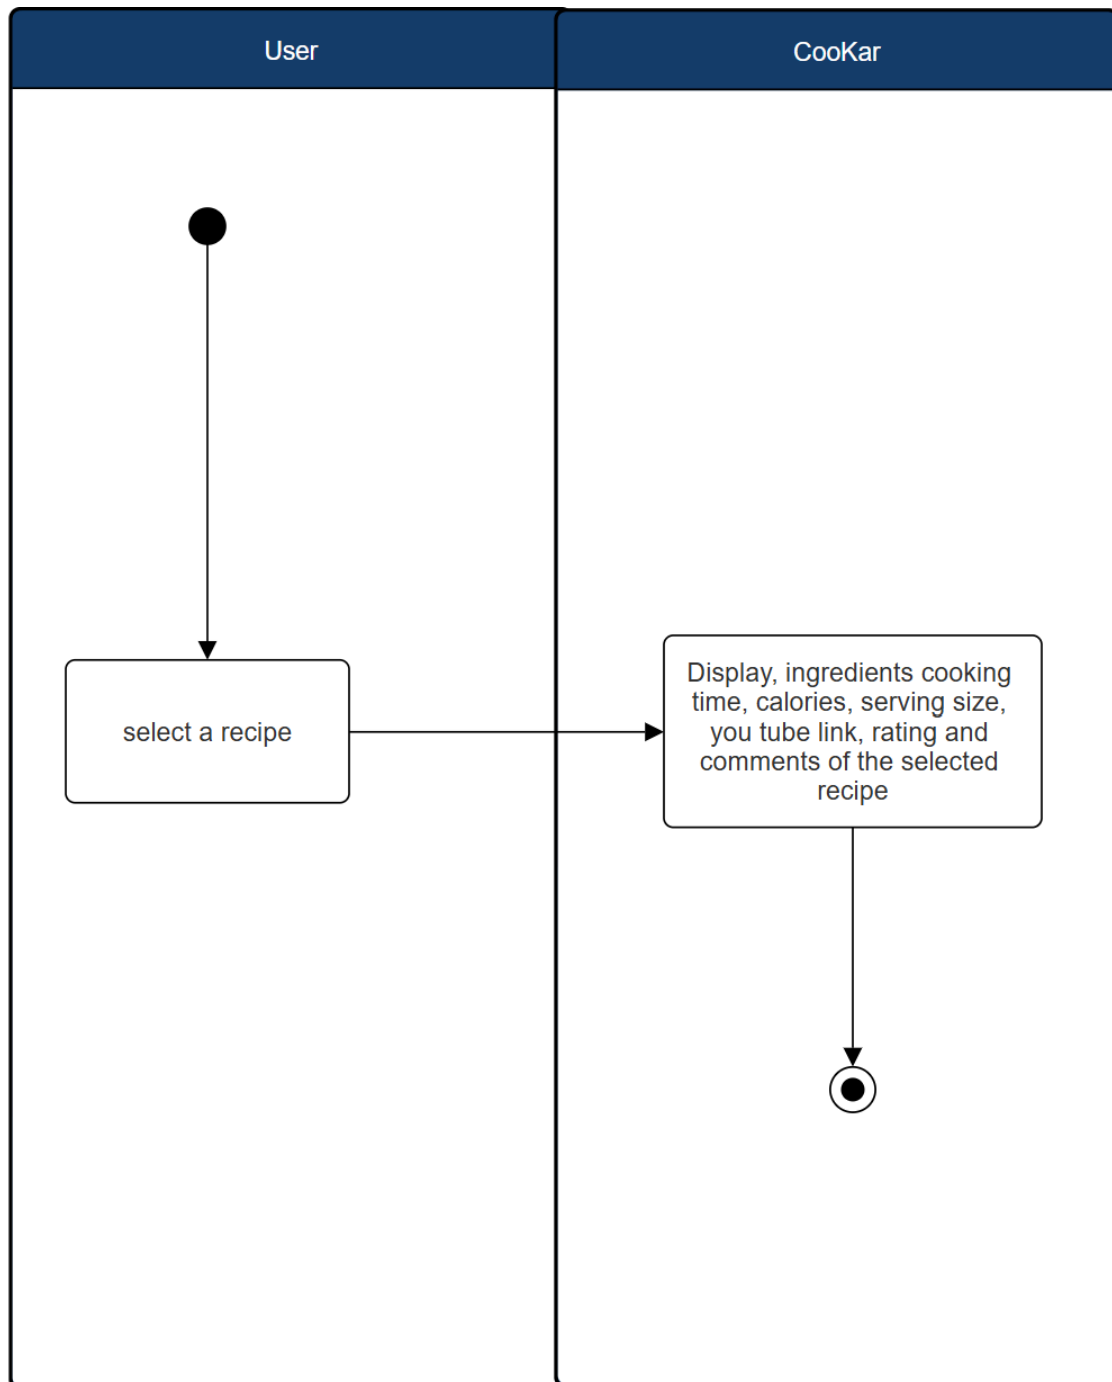 User
CooKar
select a recipe
Display, ingredients cooking
time, calories, serving size,
you tube link, rating and
comments of the selected
recipe